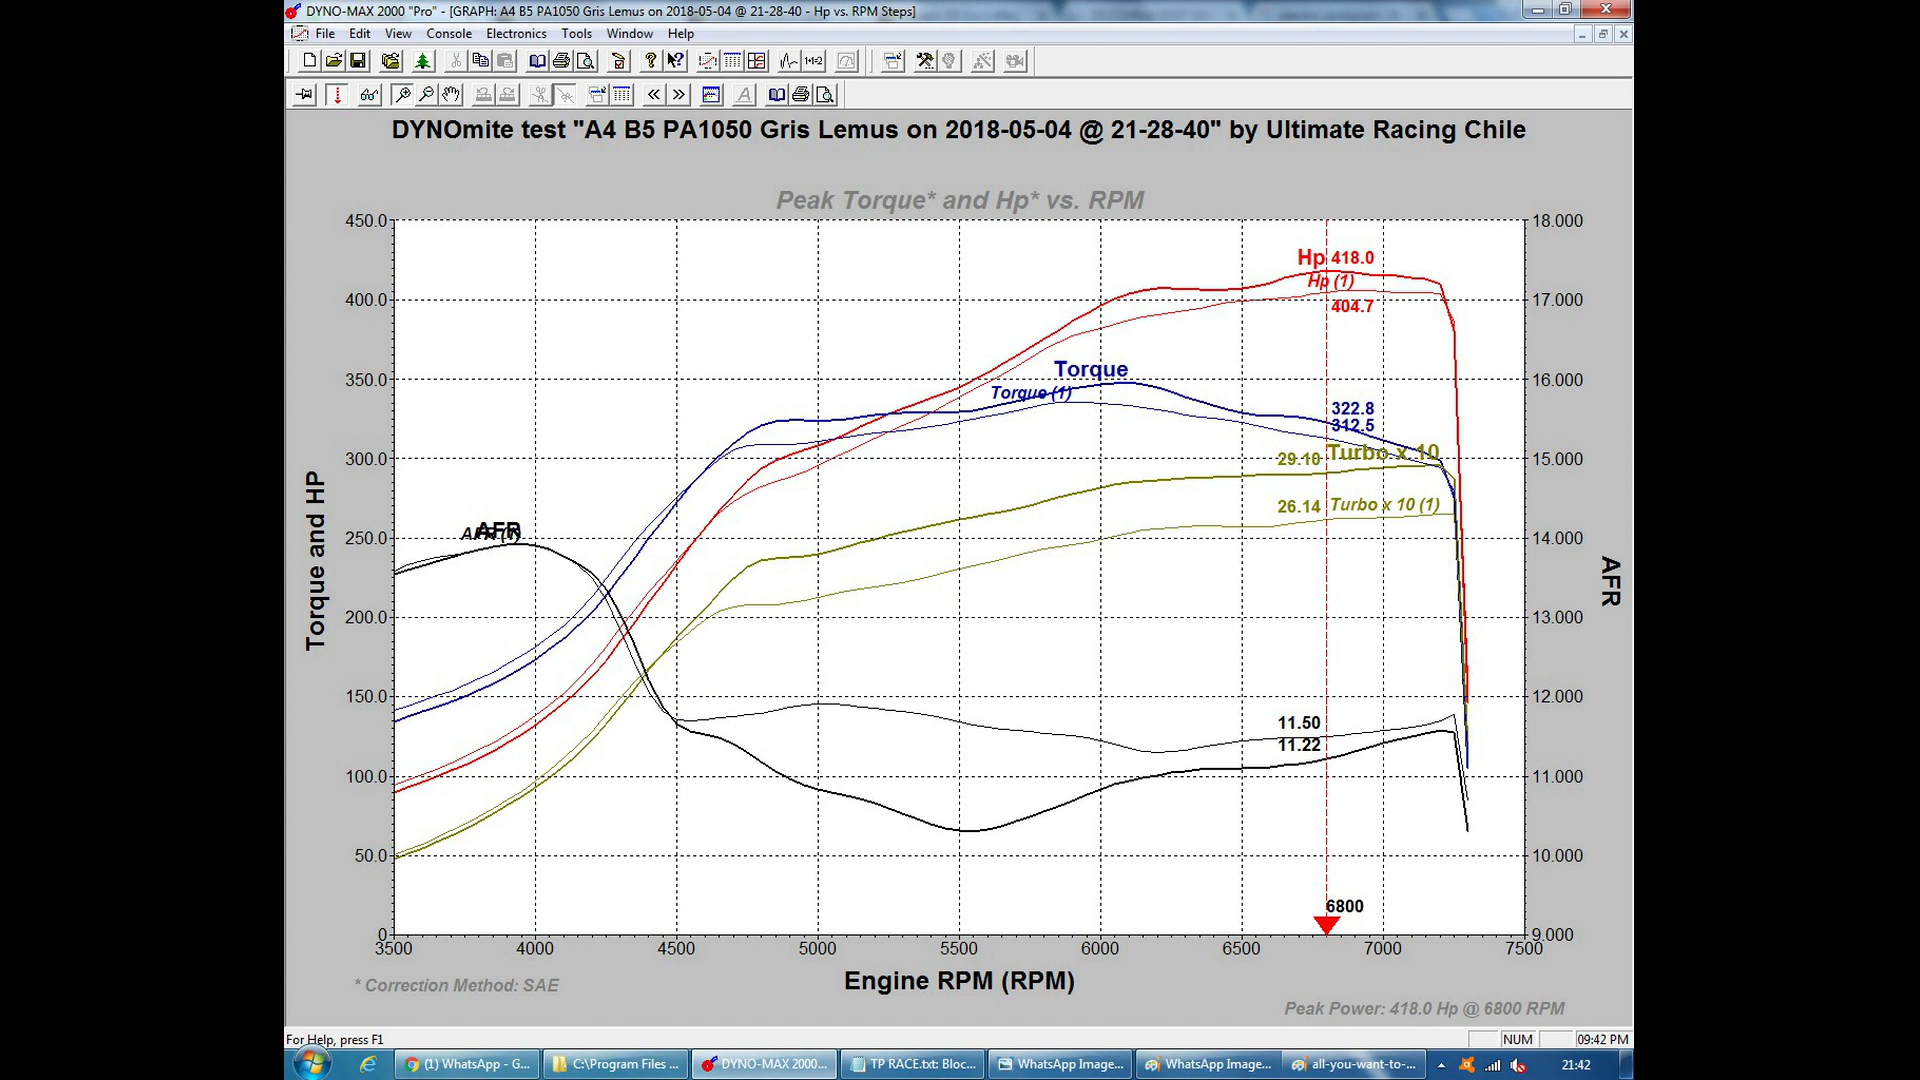 DYNO-MAX 2000 "Pro" - [GRAPH: A4 B5 PA1050 Gris Lemus on 2018-05-04 @ 21-28-40 - Hp vs. RPM Steps]
File Edit View Console Electronics Tools Window Help
DYNOmite test "A4 B5 PA1050 Gris Lemus on 2018-05-04 @ 21-28-40" by Ultimate Racing Chile
Peak Torque* and Hp* vs. RPM
450.0
400.0
350.0
300.0
250.0
200.0
150.0
100.0
50.0
0
Torque and HP
18.000
17.000
16.000
15.000
14.000
13.000
12.000
11.000
10.000
9.000
AFR
Hp 418.0
Hp (1)
404.7
Torque
Torque (1)
322.8
312.5
29.10 Turbo x 10
26.14 Turbo x 10 (1)
AFR
AFR (1)
11.50
11.22
6800
3500 4000 4500 5000 5500 6000 6500 7000 7500
Engine RPM (RPM)
* Correction Method: SAE
Peak Power: 418.0 Hp @ 6800 RPM
For Help, press F1
NUM
09:42 PM
(1) WhatsApp - G...
C:\Program Files ...
DYNO-MAX 2000...
TP RACE.txt: Bloc...
WhatsApp Image...
WhatsApp Image...
all-you-want-to-...
21:42